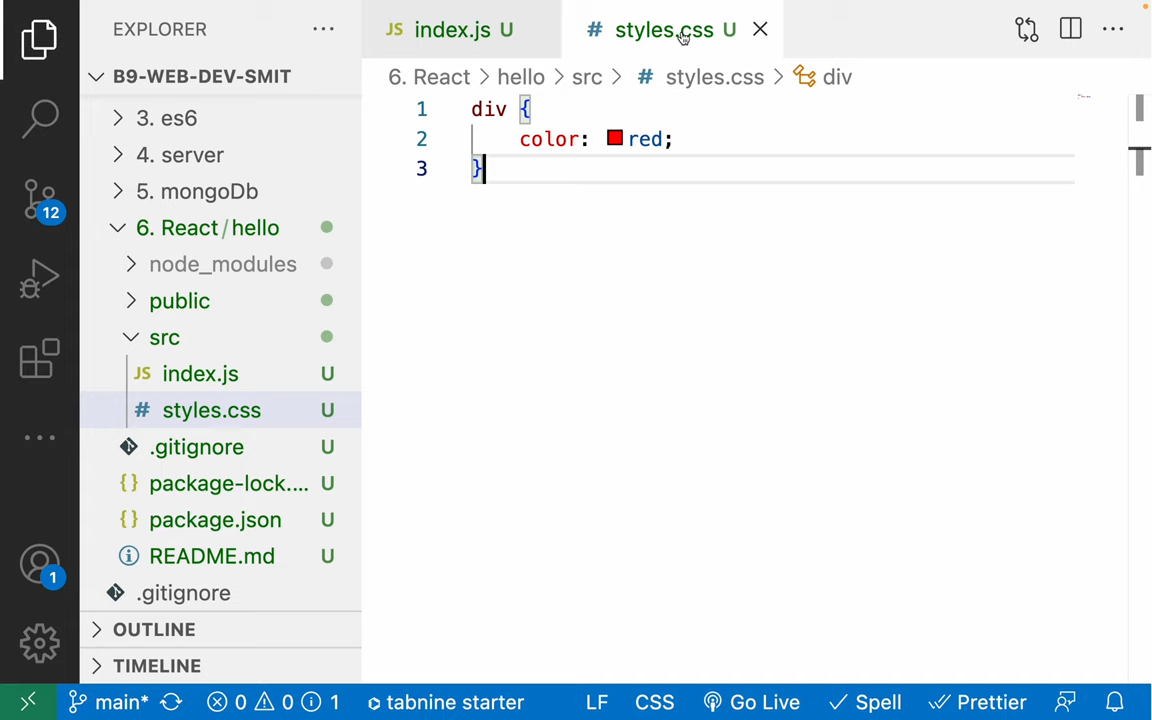 EXPLORER
B9-WEB-DEV-SMIT
3. es6
4. server
5. mongoDb
6. React/hello
node_modules
public
src
JS index.js U
# styles.css U
.gitignore U
{} package-lock.... U
{} package.json U
README.md U
.gitignore
OUTLINE
TIMELINE
12
1
JS index.js U
# styles.css U
6. React > hello > src > # styles.css > div
1 div {
2 color: red;
3 }
main* 0 0 1 tabnine starter LF CSS Go Live Spell Prettier